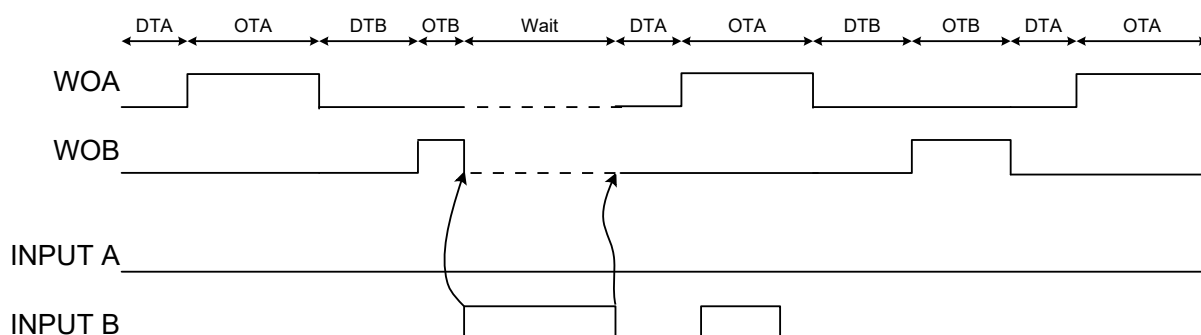 DTA OTA DTB OTB Wait DTA OTA DTB OTB DTA OTA
WOA
WOB
INPUT A
INPUT B